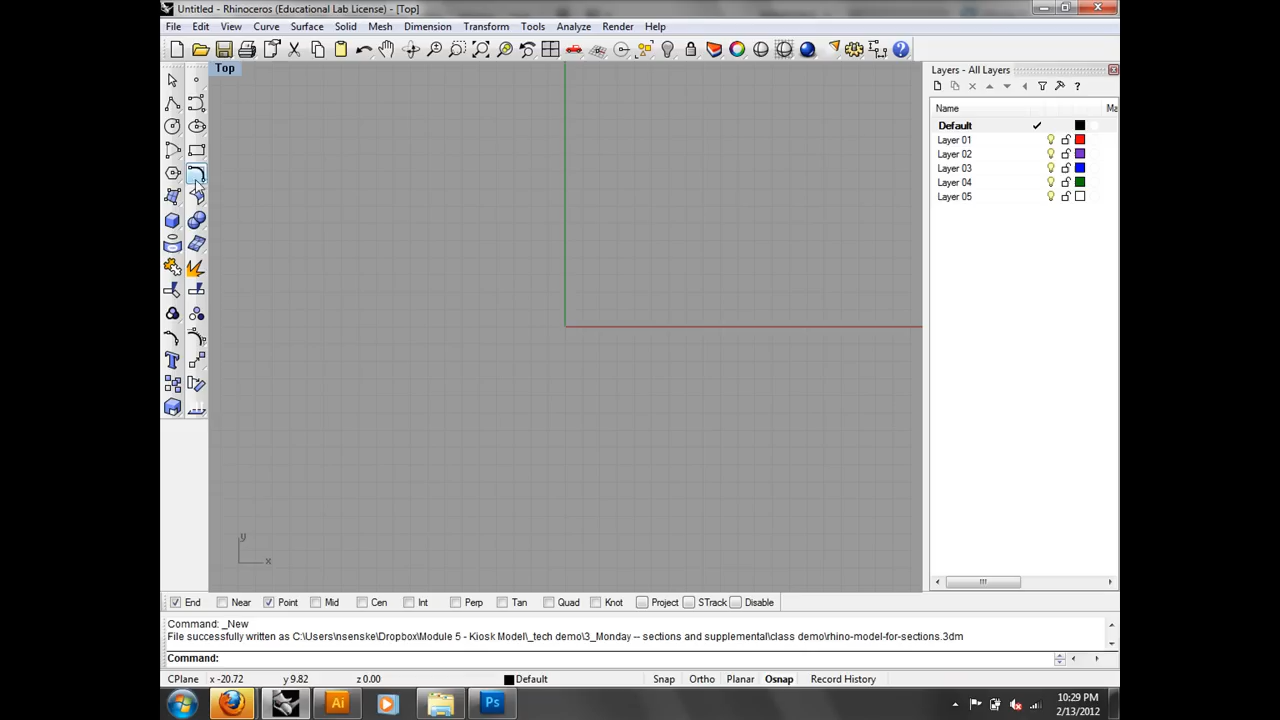 Untitled - Rhinoceros (Educational Lab License) - [Top]
File Edit View Curve Surface Solid Mesh Dimension Transform Tools Analyze Render Help
Top
Layers - All Layers
Name Ma
Default
Layer 01
Layer 02
Layer 03
Layer 04
Layer 05
y
x
End Near Point Mid Cen Int Perp Tan Quad Knot Project STrack Disable
Command: _New
File successfully written as C:\Users\nsenske\Dropbox\Module 5 - Kiosk Model\_tech demo\3_Monday -- sections and supplemental\class demo\rhino-model-for-sections.3dm
Command:
CPlane x -20.72 y 9.82 z 0.00 Default Snap Ortho Planar Osnap Record History
Ai Ps
10:29 PM
2/13/2012